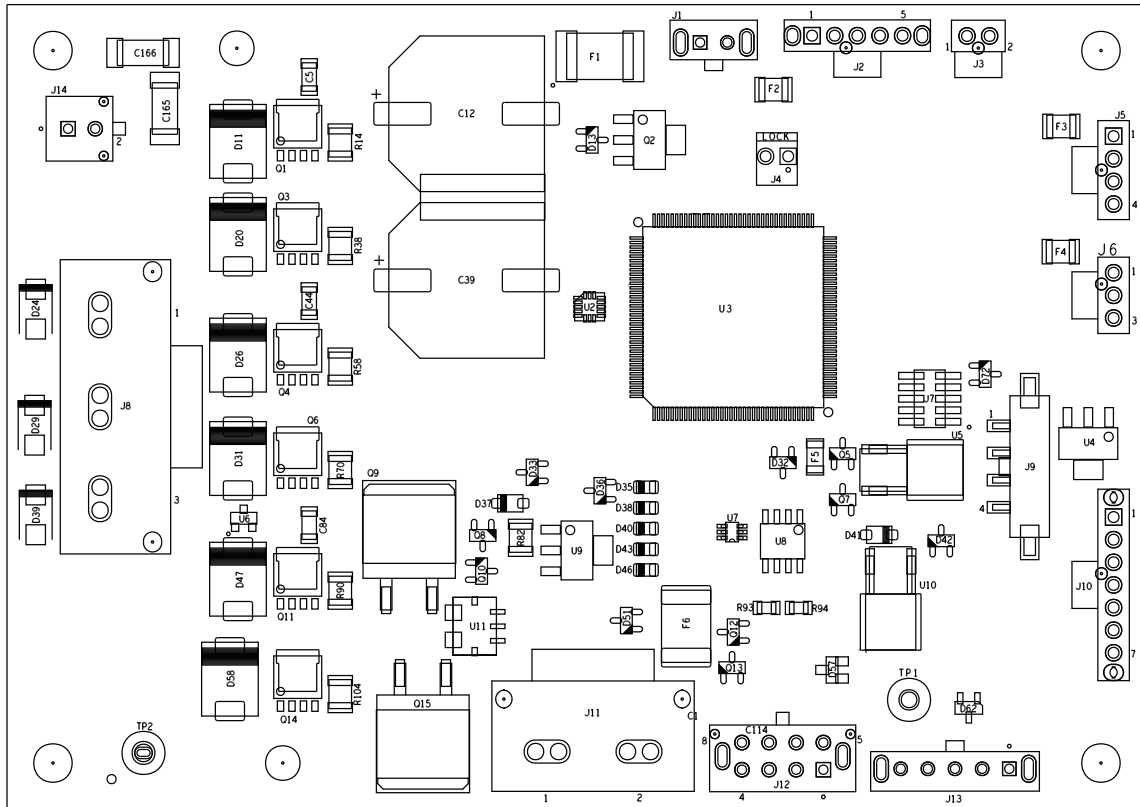 J1
1
5
J2
1
2
J3
C166
F1
C5
J14
2
C165
D11
Q1
R14
C12
+
D13
Q2
F2
LOCK
J4
F3
J5
1
4
Q3
D20
R38
C39
+
F4
J6
1
3
D24
J8
1
3
C44
U2
U3
D26
Q4
R58
D72
U7
D29
Q6
D31
R70
Q9
D33
D36
D35
D38
D40
D43
D46
D32
F5
Q5
Q7
U5
1
4
J9
U4
D39
U6
C84
D37
Q8
R82
U9
U7
U8
D41
D42
J10
1
7
D47
Q11
R90
Q10
U11
D51
F6
R93
R94
U10
Q12
Q13
D57
TP1
D62
D58
Q14
R104
Q15
J11
C1
1
2
C114
8
5
J12
4
J13
1
TP2